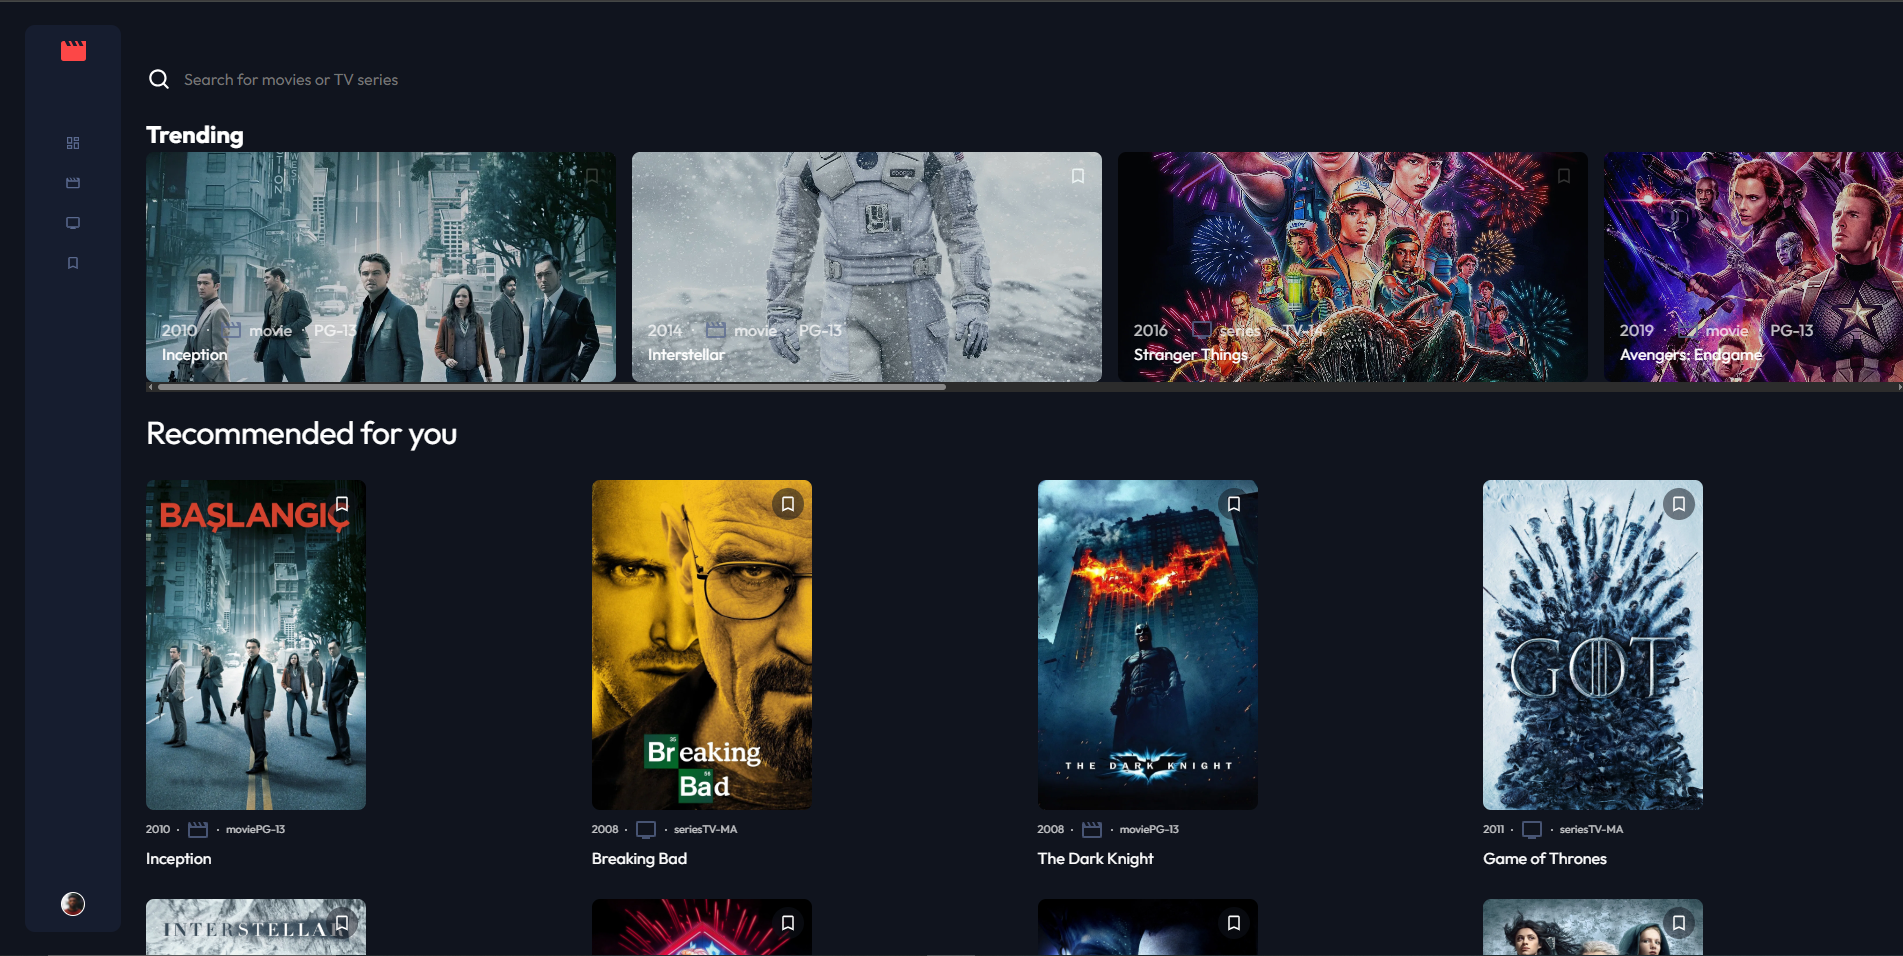 Search for movies or TV series
Trending
2010 · movie · PG-13
Inception
2014 · movie · PG-13
Interstellar
2016 · series · TV-14
Stranger Things
2019 · movie · PG-13
Avengers: Endgame
Recommended for you
BAŞLANGIÇ
35
Breaking
56
Bad
THE DARK KNIGHT
GOT
2010 · · moviePG-13
Inception
2008 · · seriesTV-MA
Breaking Bad
2008 · · moviePG-13
The Dark Knight
2011 · · seriesTV-MA
Game of Thrones
INTERSTELLAR